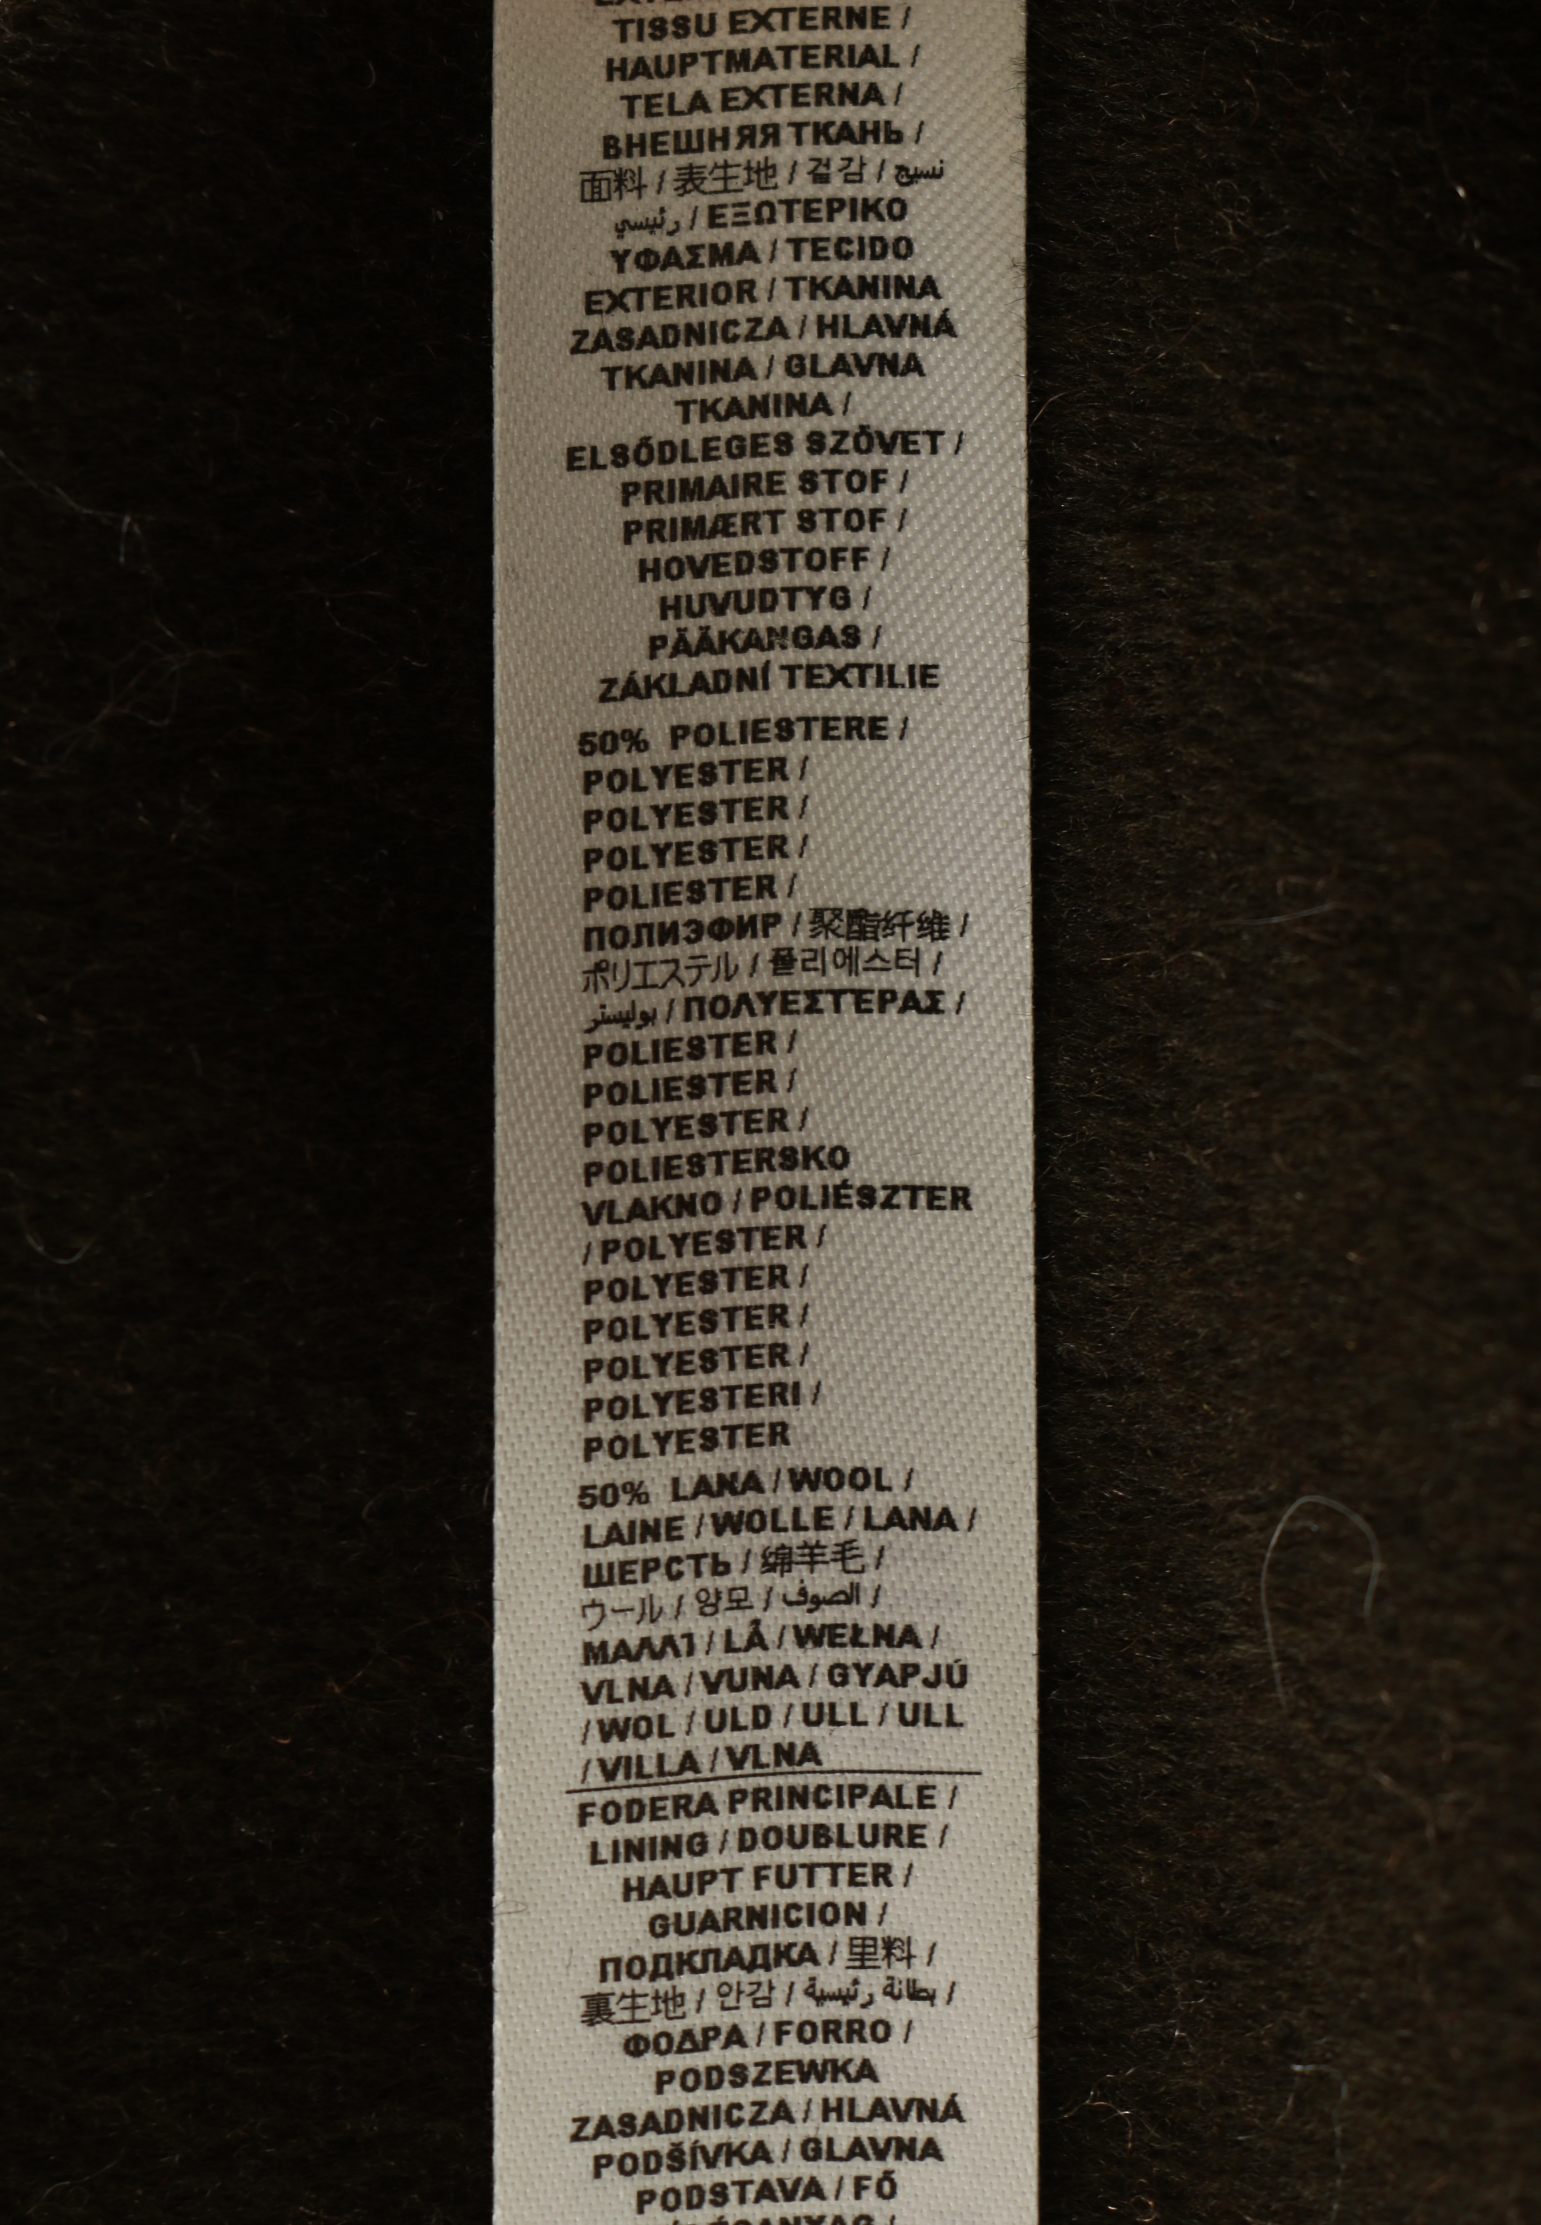 TISSU EXTERNE /
HAUPTMATERIAL /
TELA EXTERNA /
ВНЕШНЯЯ ТКАНЬ /
面料 / 表生地 / 겉감 / نسيج
رئيسي / ΕΞΩΤΕΡΙΚΟ
ΥΦΑΣΜΑ / TECIDO
EXTERIOR / TKANINA
ZASADNICZA / HLAVNÁ
TKANINA / GLAVNA
TKANINA /
ELSŐDLEGES SZÖVET /
PRIMAIRE STOF /
PRIMÆRT STOF /
HOVEDSTOFF /
HUVUDTYG /
PÄÄKANGAS /
ZÁKLADNÍ TEXTILIE
50% POLIESTERE /
POLYESTER /
POLYESTER /
POLYESTER /
POLIESTER /
ПОЛИЭФИР / 聚酯纤维 /
ポリエステル / 폴리에스터 /
بوليستر / ΠΟΛΥΕΣΤΕΡΑΣ /
POLIESTER /
POLIESTER /
POLYESTER /
POLIESTERSKO
VLAKNO / POLIÉSZTER
/ POLYESTER /
POLYESTER /
POLYESTER /
POLYESTER /
POLYESTERI /
POLYESTER
50% LANA / WOOL /
LAINE / WOLLE / LANA /
ШЕРСТЬ / 绵羊毛 /
ウール / 양모 / الصوف /
ΜΑΛΛΊ / LÃ / WEŁNA /
VLNA / VUNA / GYAPJÚ
/ WOL / ULD / ULL / ULL
/ VILLA / VLNA
FODERA PRINCIPALE /
LINING / DOUBLURE /
HAUPT FUTTER /
GUARNICION /
ПОДКЛАДКА / 里料 /
裏生地 / 안감 / بطانة رئيسية /
ΦΟΔΡΑ / FORRO /
PODSZEWKA
ZASADNICZA / HLAVNÁ
PODŠÍVKA / GLAVNA
PODSTAVA / FŐ